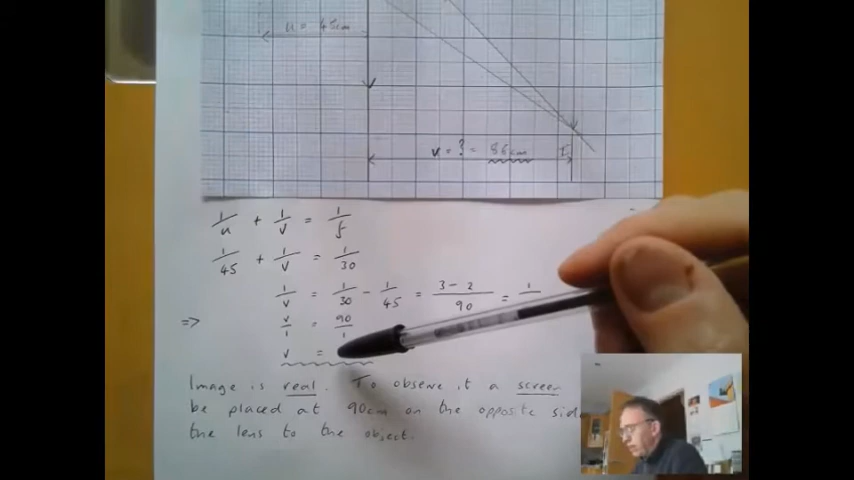 u = 45cm
v = ? = 86cm I
1/u + 1/v = 1/f
1/45 + 1/v = 1/30
1/v = 1/30 - 1/45 = 3-2/90 = 1/
=> v/1 = 90/1
v =
Image is real. To observe it a screen
be placed at 90cm on the opposite side
the lens to the object.